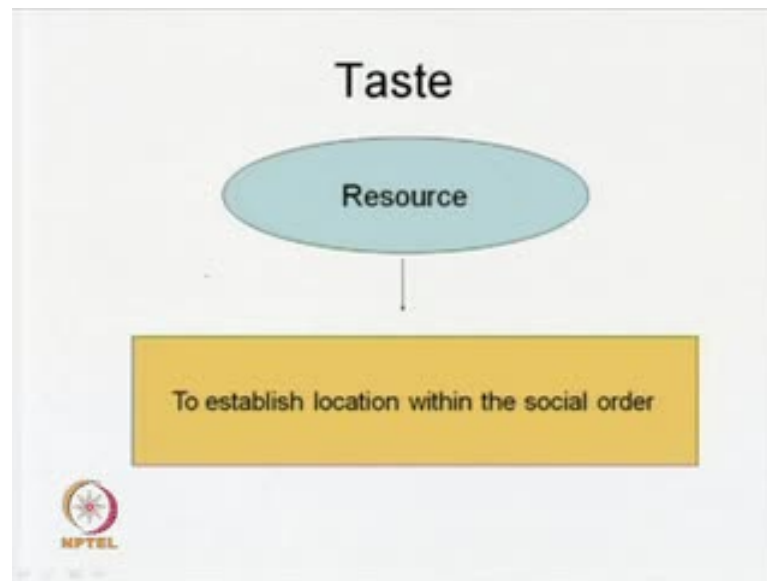 Taste
Resource
To establish location within the social order
NPTEL